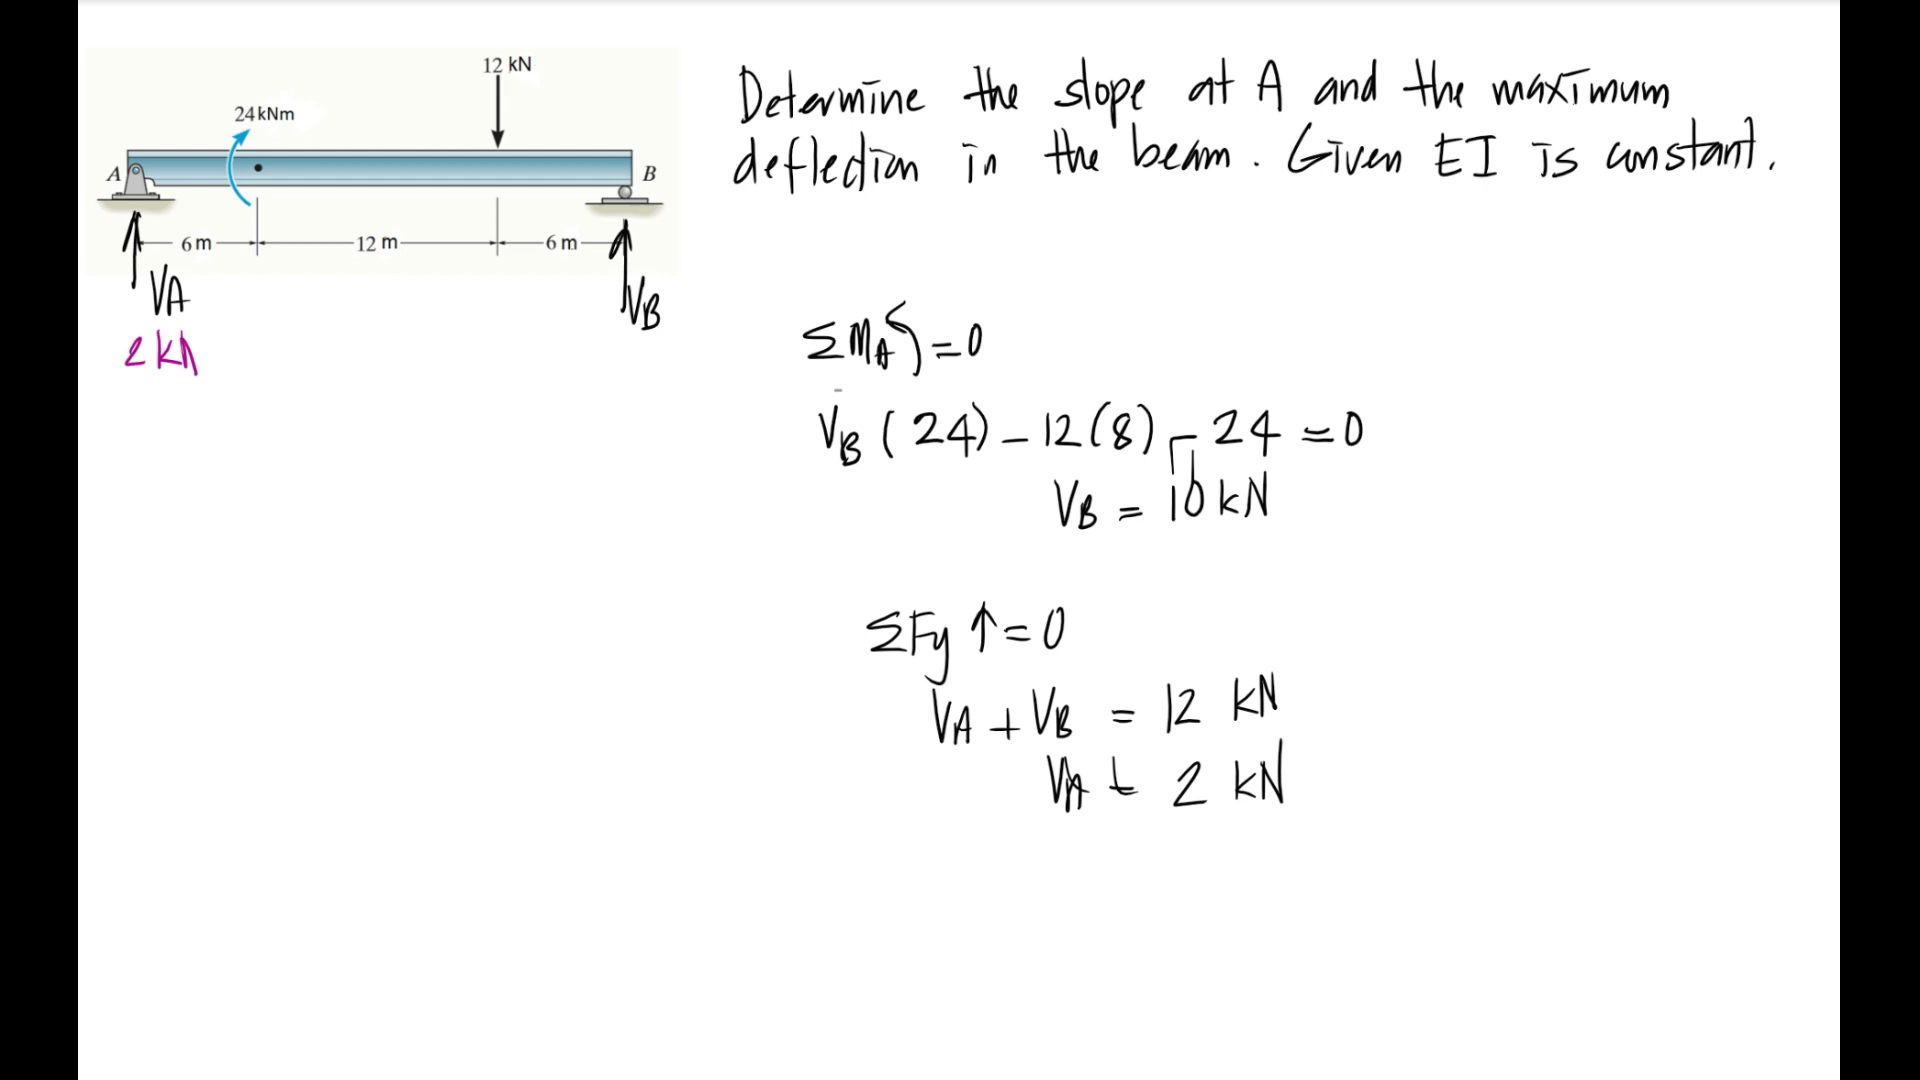 12 kN
24 kNm
A
B
6 m
12 m
6 m
VA
VB
2 kN
Determine the slope at A and the maximum
deflection in the beam. Given EI is constant.
ΣMA = 0
VB (24) - 12(8) - 24 = 0
VB = 10 kN
ΣFy ↑ = 0
VA + VB = 12 kN
VA = 2 kN